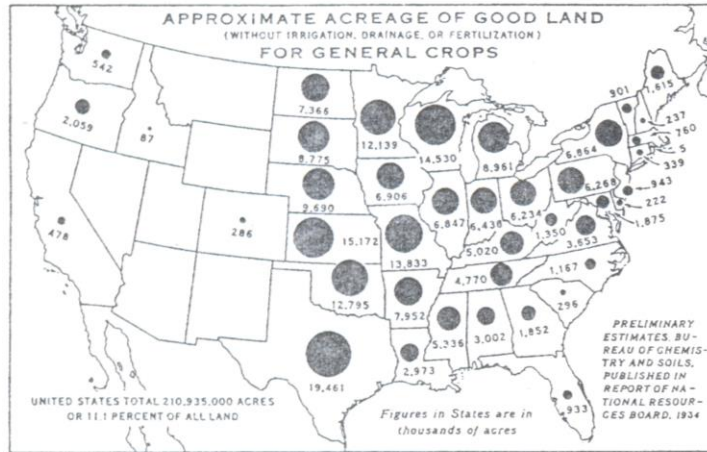 APPROXIMATE ACREAGE OF GOOD LAND
(WITHOUT IRRIGATION, DRAINAGE, OR FERTILIZATION)
FOR GENERAL CROPS
542
2,059
87
7,366
8,775
9,690
286
478
15,172
12,795
19,461
12,139
6,906
13,833
7,952
2,973
14,530
8,961
6,847
6,436
6,234
5,020
4,770
5,236
3,002
1,852
933
296
1,167
3,653
1,350
6,268
6,864
901
1,615
237
760
5
339
943
222
1,875
UNITED STATES TOTAL 210,935,000 ACRES
OR 11.1 PERCENT OF ALL LAND
Figures in States are in
thousands of acres
PRELIMINARY
ESTIMATES, BU-
REAU OF CHEMIS-
TRY AND SOILS,
PUBLISHED IN
REPORT OF NA-
TIONAL RESOUR-
CES BOARD, 1934